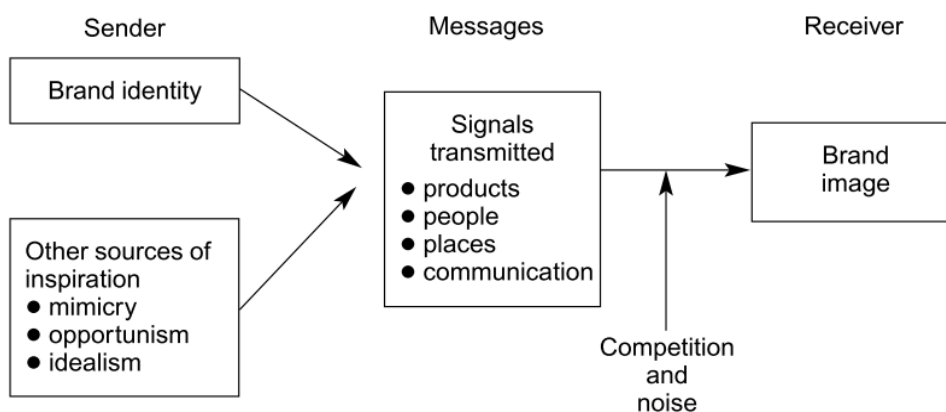 Sender
Messages
Receiver
Brand identity
Other sources of
inspiration
● mimicry
● opportunism
● idealism
Signals
transmitted
● products
● people
● places
● communication
Brand
image
Competition
and
noise